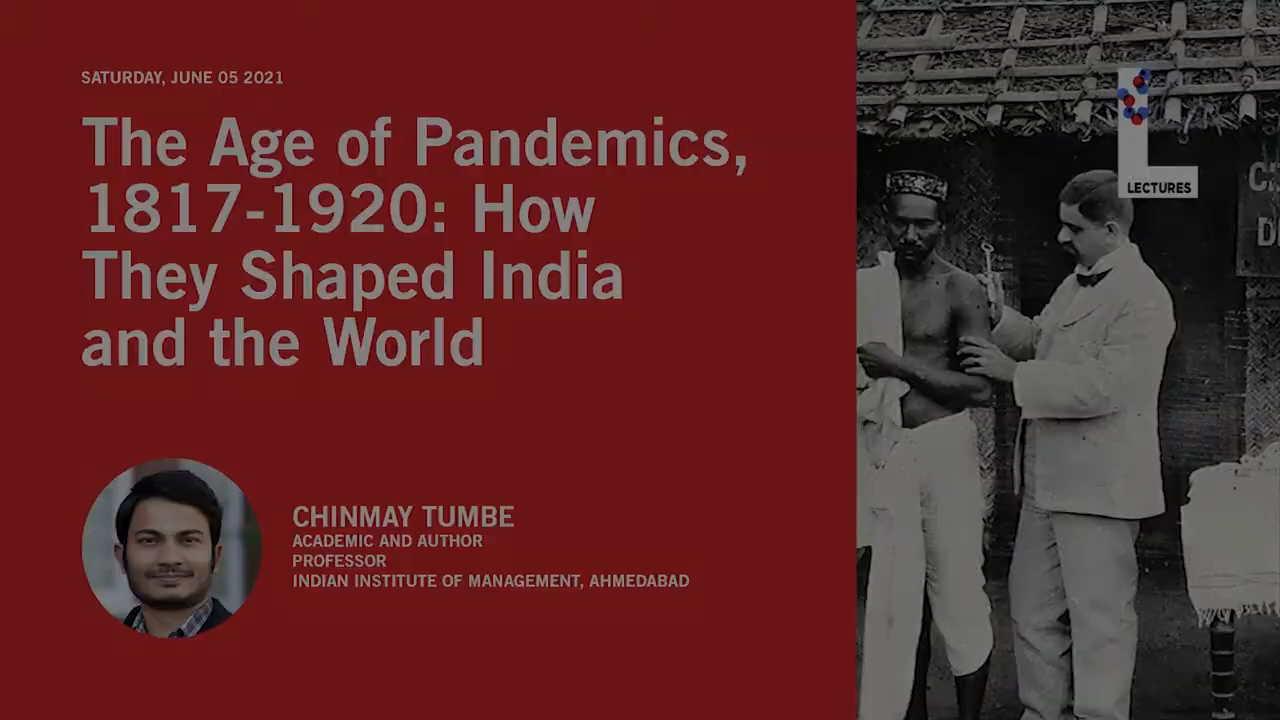 SATURDAY, JUNE 05 2021
The Age of Pandemics,
1817-1920: How
They Shaped India
and the World
CHINMAY TUMBE
ACADEMIC AND AUTHOR
PROFESSOR
INDIAN INSTITUTE OF MANAGEMENT, AHMEDABAD
LECTURES